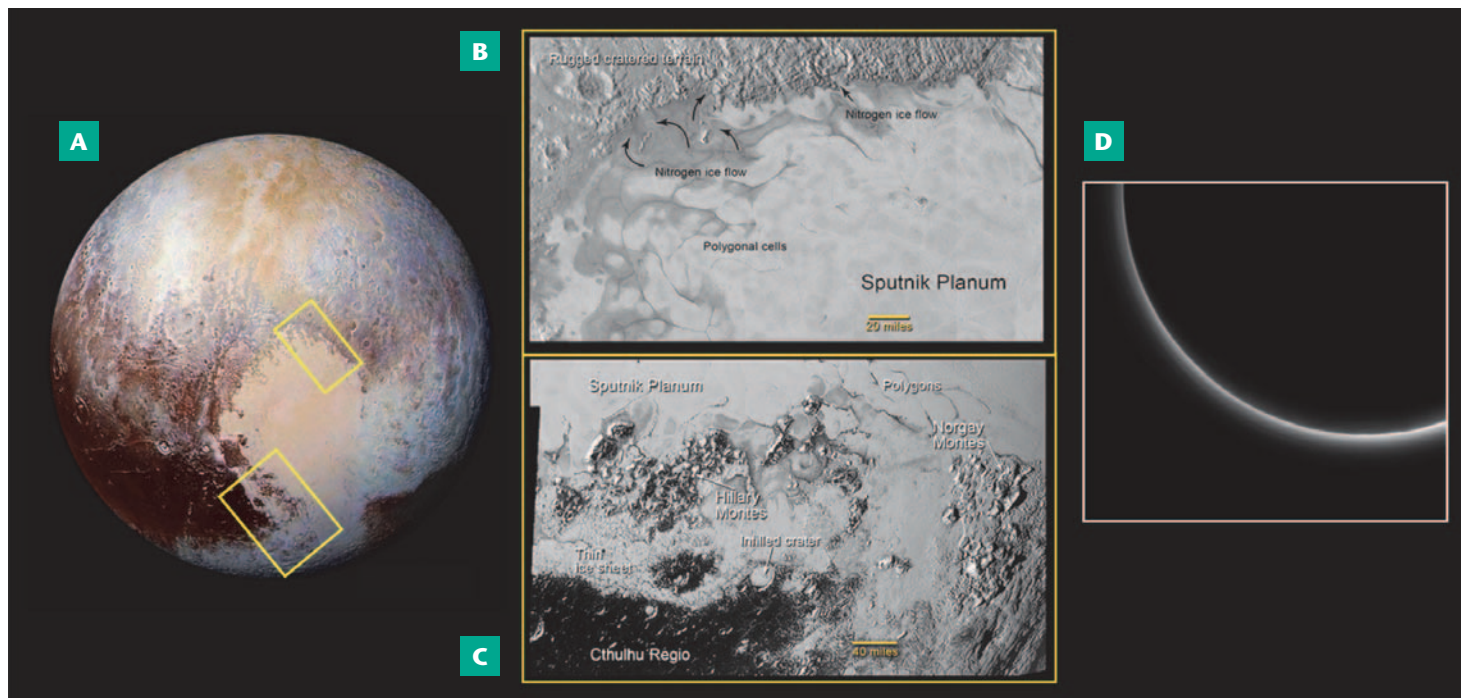 A
B
Rugged cratered terrain
Nitrogen ice flow
Nitrogen ice flow
Polygonal cells
Sputnik Planum
20 miles
C
Sputnik Planum
Polygons
Norgay
Montes
Hillary
Montes
Infilled crater
Thin
ice sheet
Cthulhu Regio
40 miles
D